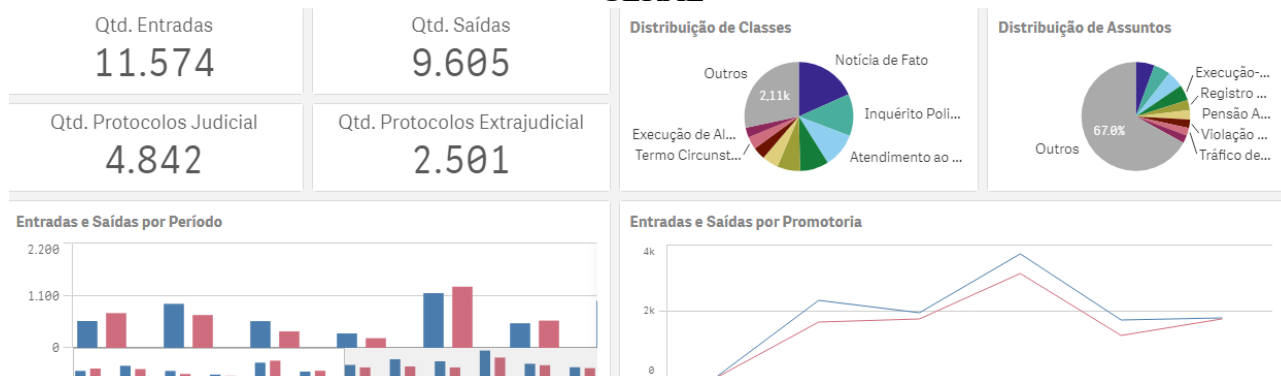 Qtd. Entradas
11.574
Qtd. Saídas
9.605
Qtd. Protocolos Judicial
4.842
Qtd. Protocolos Extrajudicial
2.501
Distribuição de Classes
Notícia de Fato
Outros
2,11k
Inquérito Poli...
Execução de Al...
Termo Circunst...
Atendimento ao ...
Distribuição de Assuntos
Execução-...
Registro ...
Pensão A...
Violação ...
Tráfico de...
67.0%
Outros
Entradas e Saídas por Período
2.200
1.100
0
Entradas e Saídas por Promotoria
4k
2k
0